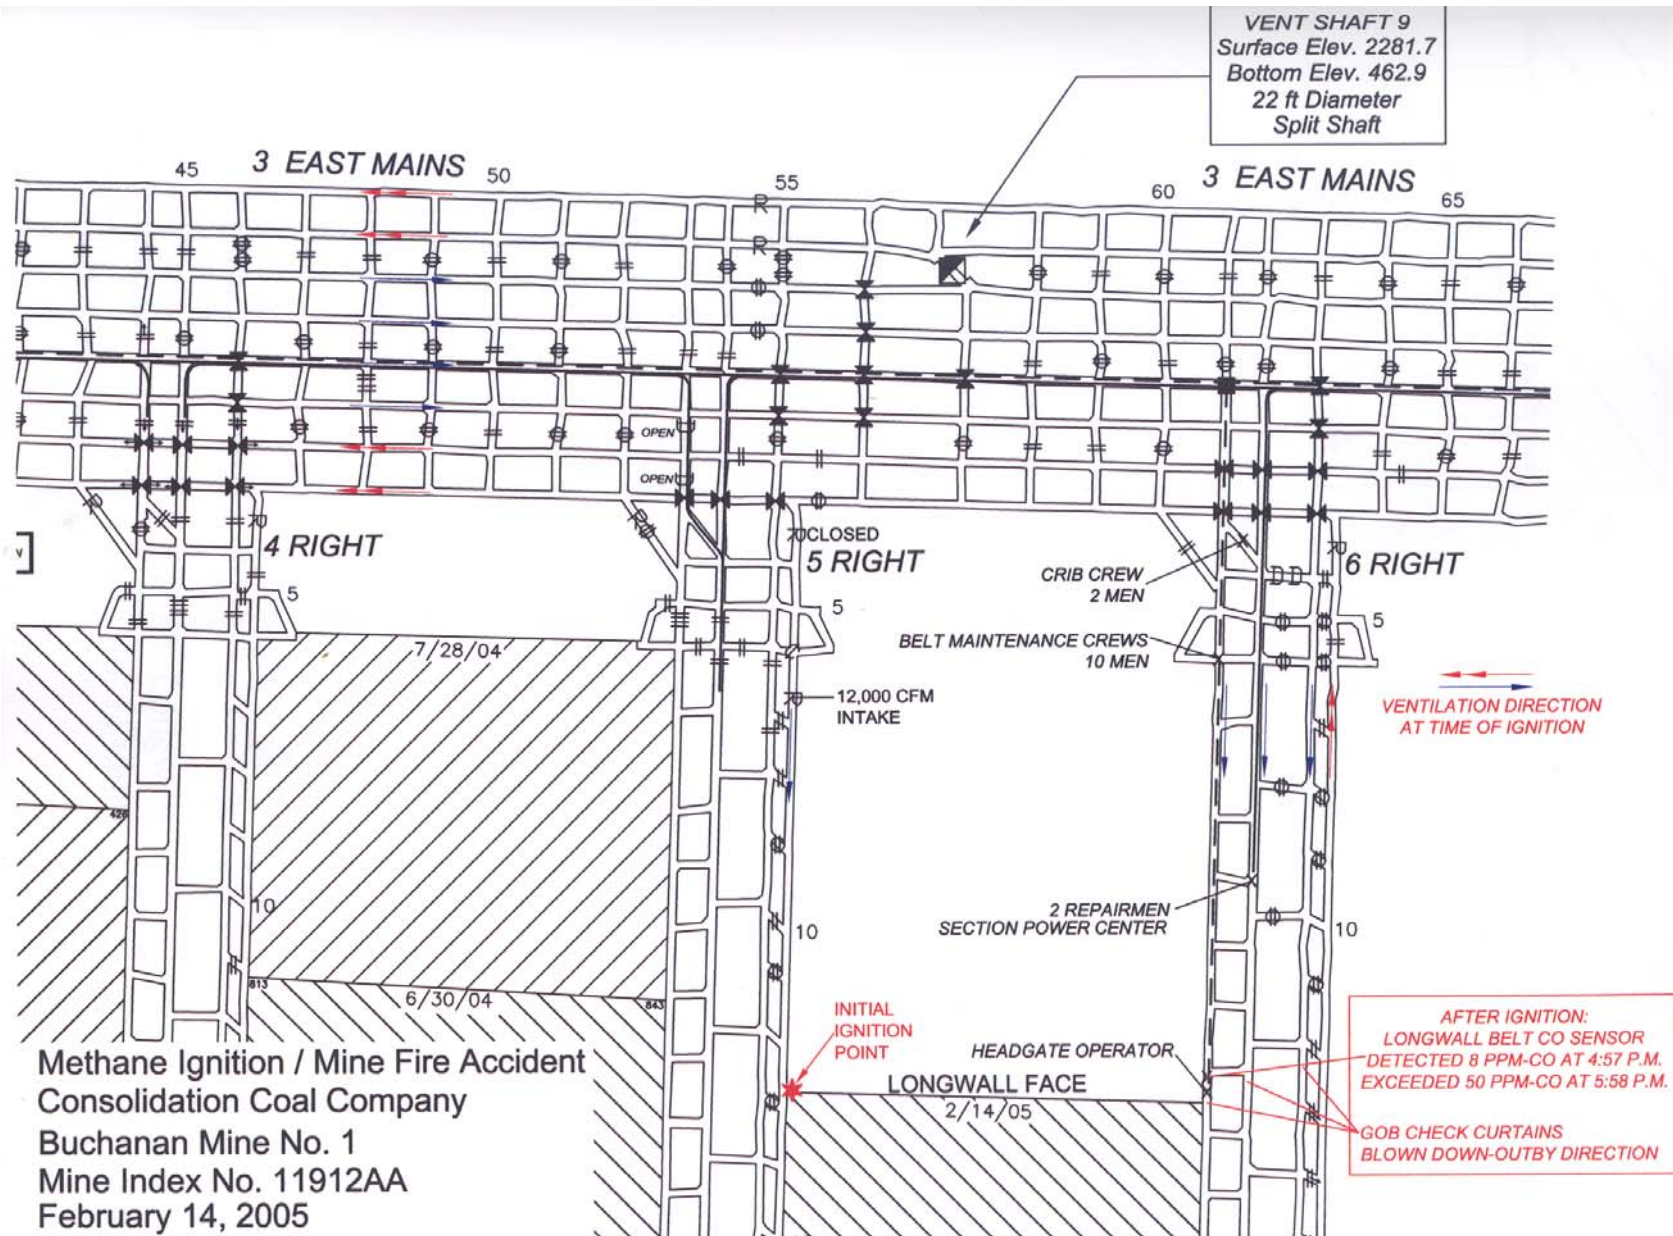 VENT SHAFT 9
Surface Elev. 2281.7
Bottom Elev. 462.9
22 ft Diameter
Split Shaft
45
3 EAST MAINS
50
55
60
3 EAST MAINS
65
R
R
OPEN
OPEN
R
R
R
CLOSED
R
R
4 RIGHT
5 RIGHT
6 RIGHT
CRIB CREW
2 MEN
D D
5
5
5
BELT MAINTENANCE CREWS
10 MEN
7/28/04
R
12,000 CFM
INTAKE
VENTILATION DIRECTION
AT TIME OF IGNITION
426
10
10
10
2 REPAIRMEN
SECTION POWER CENTER
813
6/30/04
843
INITIAL
IGNITION
POINT
HEADGATE OPERATOR
LONGWALL FACE
2/14/05
AFTER IGNITION:
LONGWALL BELT CO SENSOR
DETECTED 8 PPM-CO AT 4:57 P.M.
EXCEEDED 50 PPM-CO AT 5:58 P.M.
GOB CHECK CURTAINS
BLOWN DOWN-OUTBY DIRECTION
Methane Ignition / Mine Fire Accident
Consolidation Coal Company
Buchanan Mine No. 1
Mine Index No. 11912AA
February 14, 2005